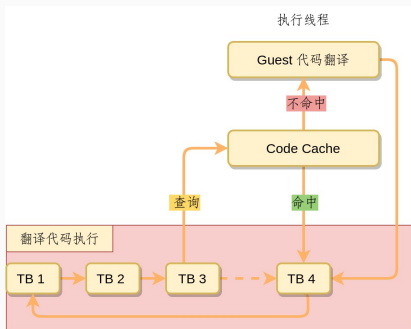 执行线程
Guest 代码翻译
不命中
Code Cache
查询
命中
翻译代码执行
TB 1
TB 2
TB 3
TB 4